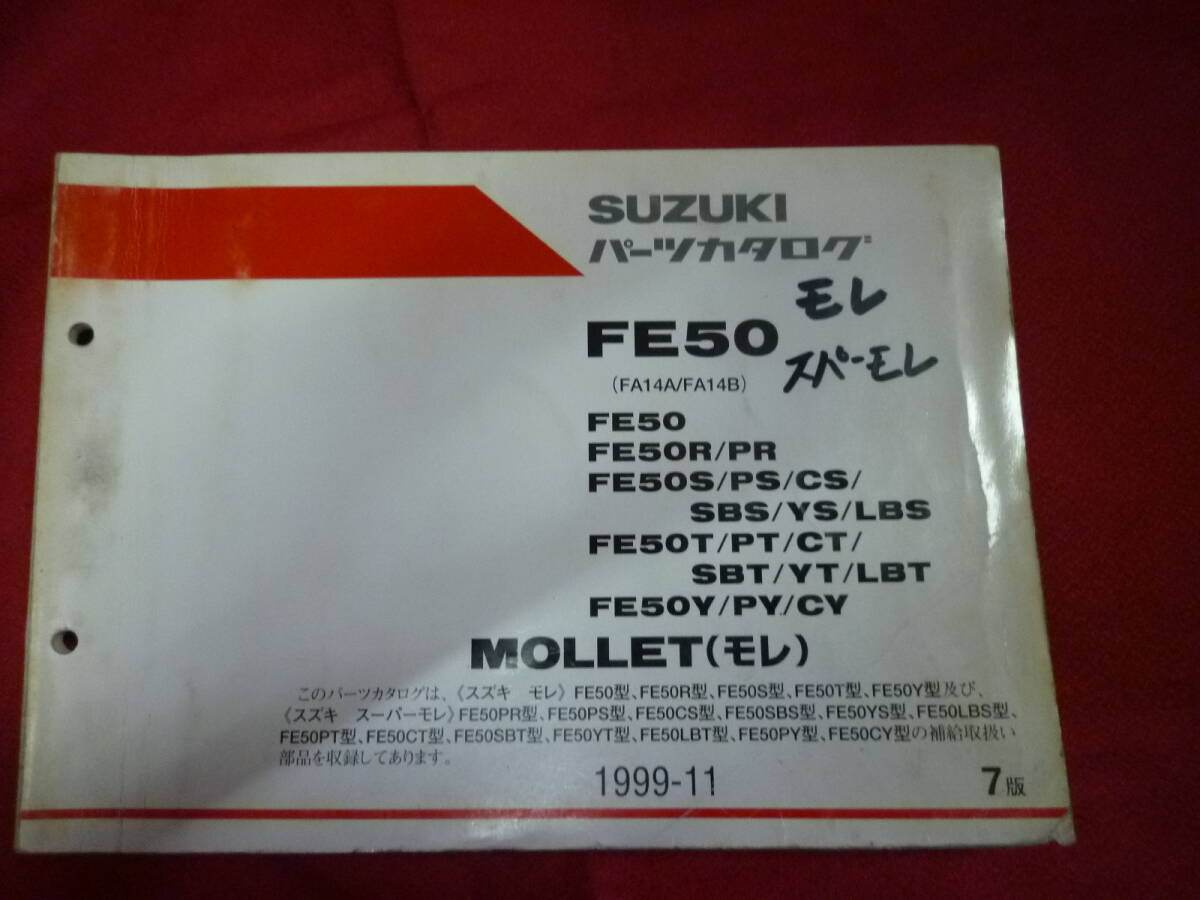 SUZUKI
パーツカタログ
モレ
FE50
スパーモレ
(FA14A/FA14B)
FE50
FE50R/PR
FE50S/PS/CS/
SBS/YS/LBS
FE50T/PT/CT/
SBT/YT/LBT
FE50Y/PY/CY
MOLLET(モレ)
このパーツカタログは、〈スズキ モレ〉FE50型、FE50R型、FE50S型、FE50T型、FE50Y型及び、
〈スズキ スーパーモレ〉FE50PR型、FE50PS型、FE50CS型、FE50SBS型、FE50YS型、FE50LBS型、
FE50PT型、FE50CT型、FE50SBT型、FE50YT型、FE50LBT型、FE50PY型、FE50CY型の補給取扱い
部品を収録してあります。
1999-11
7版